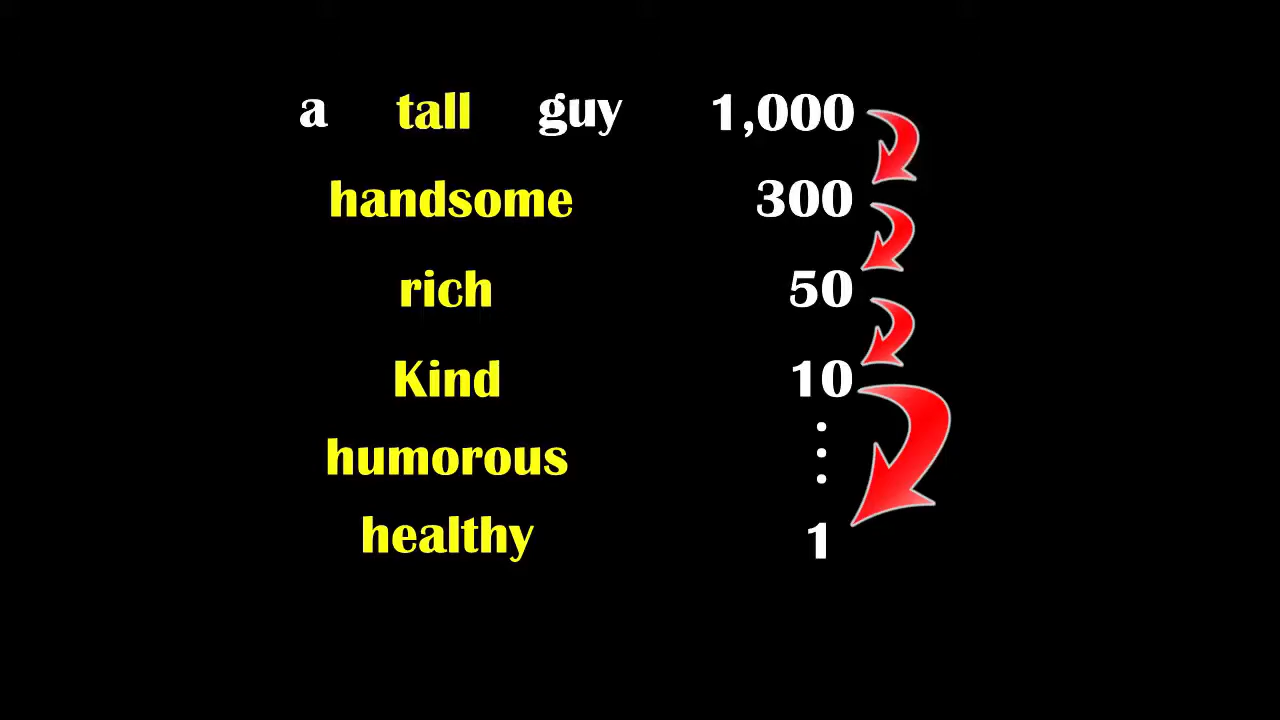 a tall guy 1,000
handsome 300
rich 50
Kind 10
humorous
healthy 1